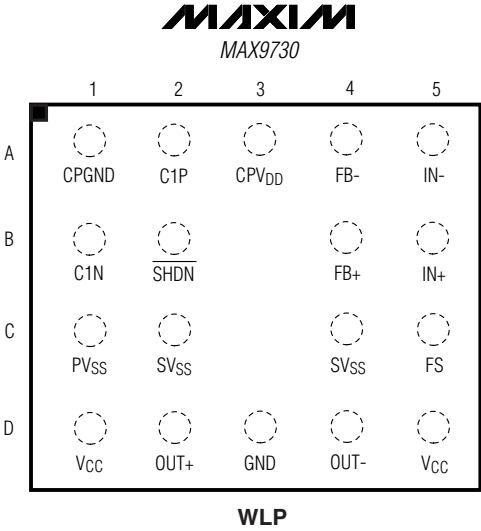 MAXIM
MAX9730
1 2 3 4 5
A
CPGND C1P CPVDD FB- IN-
B
C1N SHDN FB+ IN+
C
PVSS SVSS SVSS FS
D
VCC OUT+ GND OUT- VCC
WLP